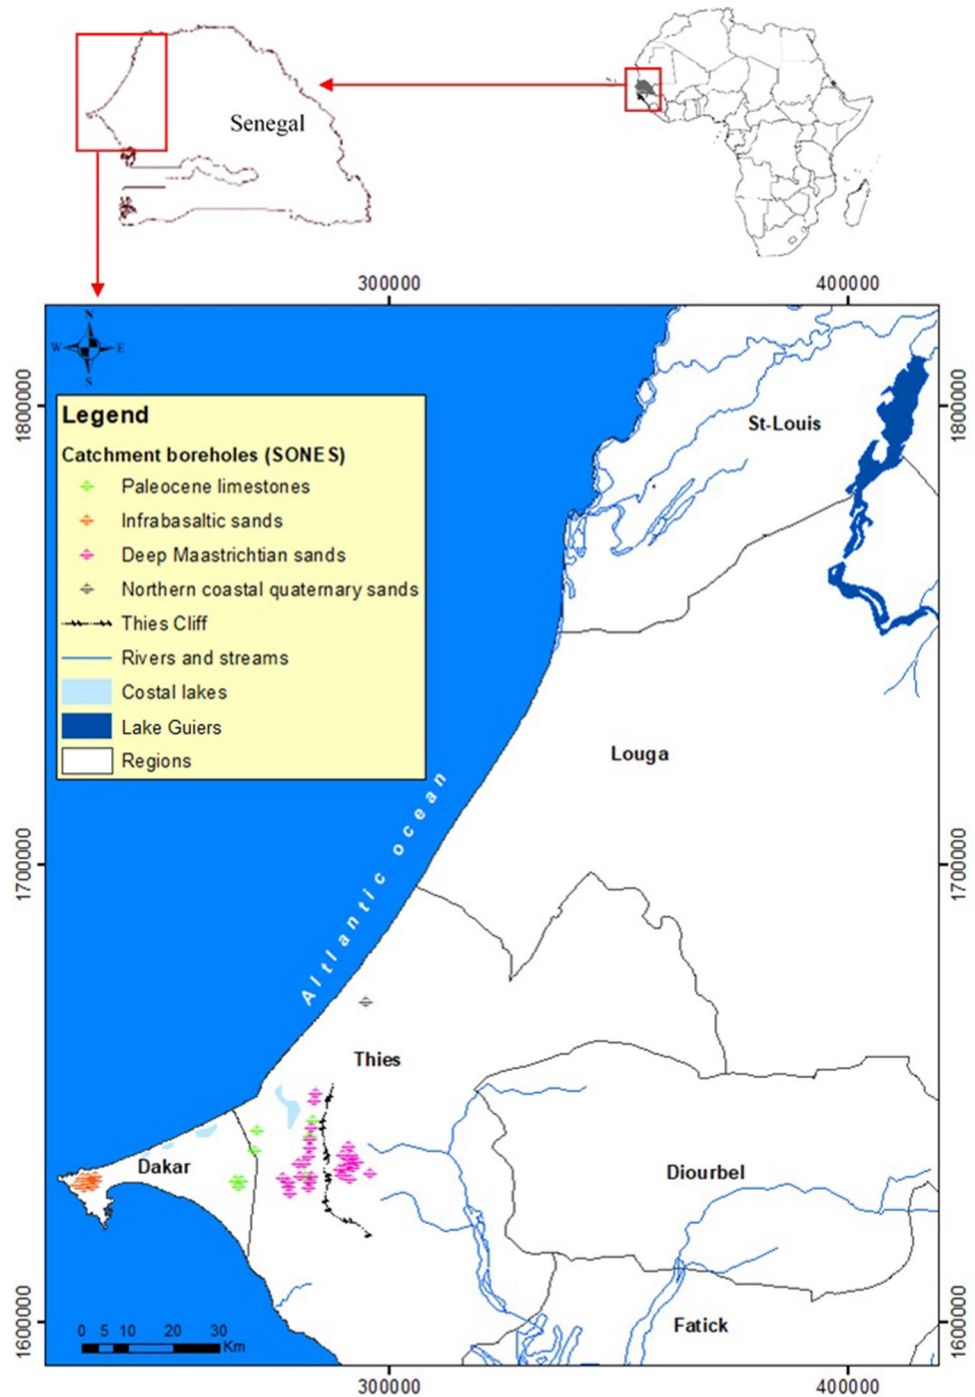 Senegal
300000
400000
N
W
E
S
1800000
1800000
Legend
Catchment boreholes (SONES)
Paleocene limestones
Infrabasaltic sands
Deep Maastrichtian sands
Northern coastal quaternary sands
Thies Cliff
Rivers and streams
Costal lakes
Lake Guiers
Regions
St-Louis
Louga
1700000
1700000
Altlantic ocean
Thies
Dakar
Diourbel
Fatick
1600000
1600000
0 5 10 20 30
Km
300000
400000